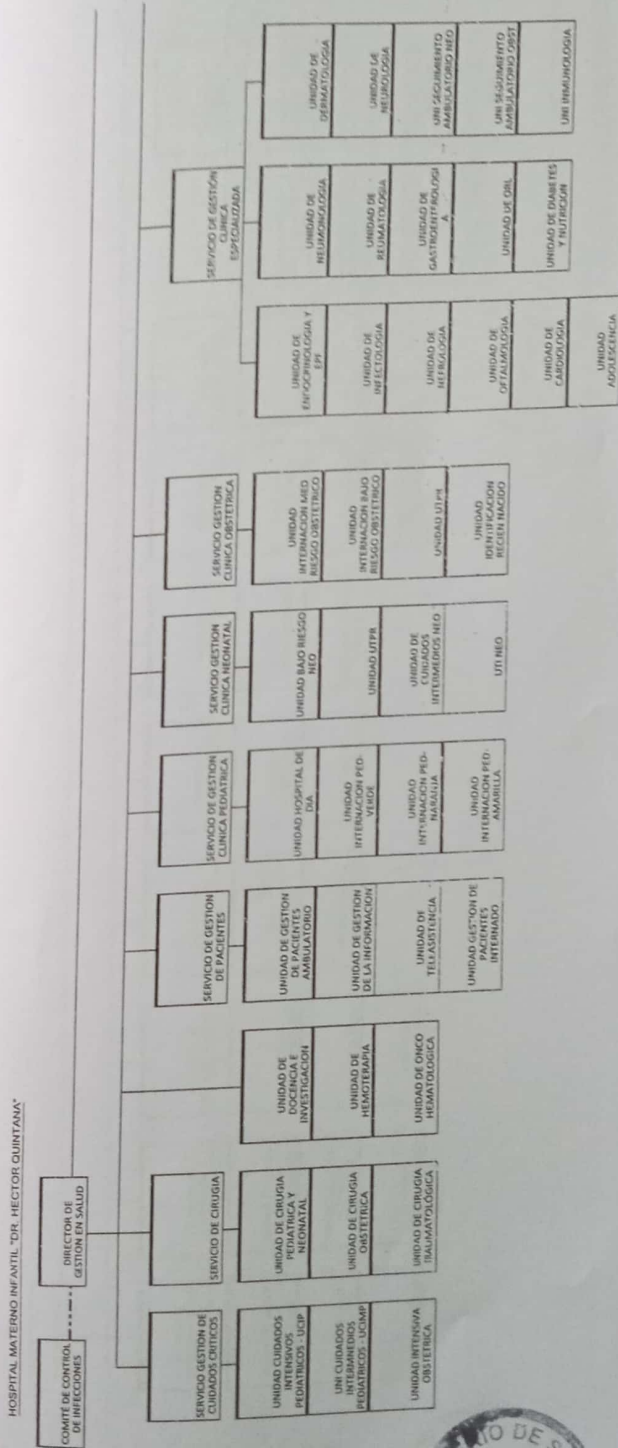 HOSPITAL MATERNO INFANTIL "DR. HECTOR QUINTANA"
COMITÉ DE CONTROL
DE INFECCIONES
DIRECTOR DE
GESTION EN SALUD
SERVICIO GESTION DE
CUIDADOS CRITICOS
UNIDAD CUIDADOS
INTENSIVOS
PEDIATRICOS - UCIP
UNI CUIDADOS
INTERMNEDIOS
PEDIATRICOS - UCIMP
UNIDAD INTENSIVA
OBSTETRICA
SERVICIO DE CIRUGIA
UNIDAD DE CIRUGIA
PEDIATRICA Y
NEONATAL
UNIDAD DE CIRUGIA
OBSTETRICA
UNIDAD DE CIRUGIA
TRAUMATOLÓGICA
UNIDAD DE
DOCENCIA E
INVESTIGACION
UNIDAD DE
HEMOTERAPIA
UNIDAD DE ONCO
HEMATOLOGICA
SERVICIO DE GESTION
DE PACIENTES
UNIDAD DE GESTION
DE PACIENTES
AMBULATORIO
UNIDAD DE GESTION
DE LA INFORMACION
UNIDAD DE
TELEASISTENCIA
UNIDAD GESTION DE
PACIENTES
INTERNADO
SERVICIO DE GESTION
CLINICA PEDIATRICA
UNIDAD HOSPITAL DE
DIA
UNIDAD
INTERNACION PED-
VERDE
UNIDAD
INTERNACION PED-
NARANJA
UNIDAD
INTERNACION PED-
AMARILLA
SERVICIO GESTION
CLINICA NEONATAL
UNIDAD BAJO RIESGO
NEO
UNIDAD UTPR
UNIDAD DE
CUIDADOS
INTERMEDIOS NEO
UTI NEO
SERVICIO GESTION
CLINICA OBSTETRICA
UNIDAD
INTERNACION MED
RIESGO OBSTETRICO
UNIDAD
INTERNACION BAJO
RIESGO OBSTETRICO
UNIDAD UTPR
UNIDAD
IDENTIFICACION
RECIEN NACIDO
SERVICIO DE GESTIÓN
CLINICA
ESPECIALIZADA
UNIDAD DE
ENDOCRINOLOGIA Y
EPF
UNIDAD DE
INFECTOLOGIA
UNIDAD DE
NEFROLOGIA
UNIDAD DE
OFTALMOLOGIA
UNIDAD DE
CARDIOLOGIA
UNIDAD
ADOLESCENCIA
UNIDAD DE
NEUMONOLOGIA
UNIDAD DE
REUMATOLOGIA
UNIDAD DE
GASTROENTEROLOGI
A
UNIDAD DE ORL
UNIDAD DE DIABETES
Y NUTRICION
UNIDAD DE
DERMATOLOGIA
UNIDAD DE
NEUROLOGIA
UNI SEGUIMIENTO
AMBULATORIO NEO
UNI SEGUIMIENTO
AMBULATORIO OBST
UNI INMUNOLOGIA
DE